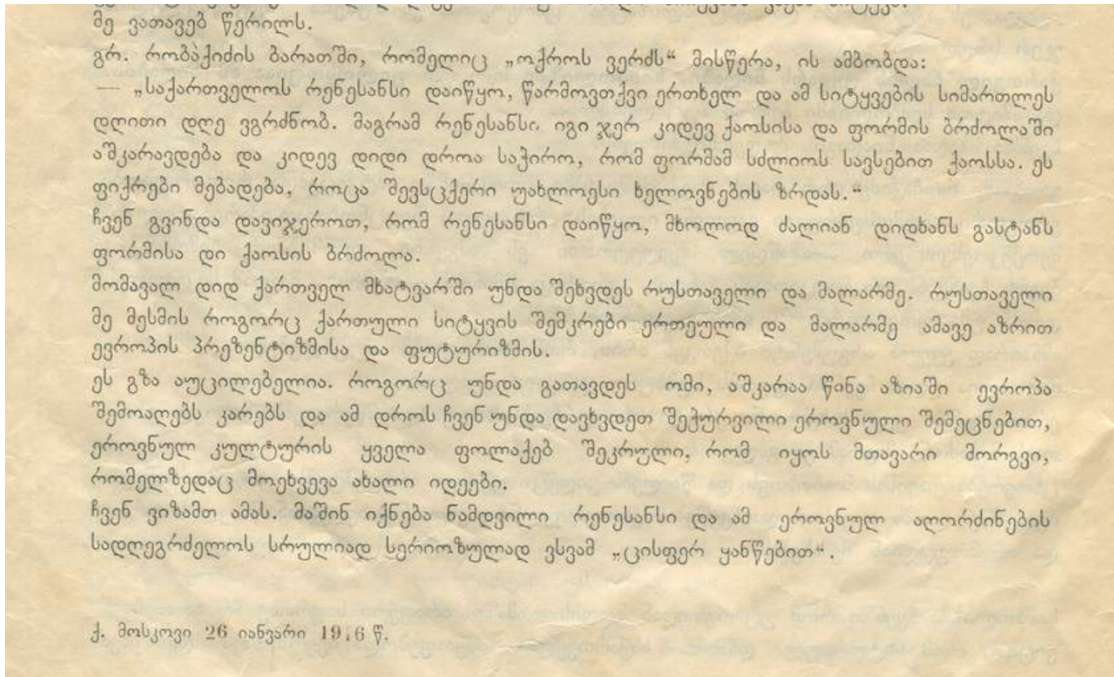 მე ვათავებ წერილს.
გრ. რობაქიძის ბარათში, რომელიც „ოქროს ვერძს“ მისწერა, ის ამბობდა:
— „საქართველოს რენესანსი დაიწყო, წარმოვთქვი ერთხელ და ამ სიტყვების სიმართლეს
დღითი დღე ვგრძნობ. მაგრამ რენესანსი იგი ჯერ კიდევ ქაოსისა და ფორმის ბრძოლაში
აშკარავდება და კიდევ დიდი დროა საჭირო, რომ ფორმამ სძლიოს სავსებით ქაოსსა. ეს
ფიქრები მებადება, როცა შევსცქერი უახლოესი ხელოვნების ზრდას.“
ჩვენ გვინდა დავიჯეროთ, რომ რენესანსი დაიწყო, მხოლოდ ძალიან დიდხანს გასტანს
ფორმისა დი ქაოსის ბრძოლა.
მომავალ დიდ ქართველ მხატვარში უნდა შეხვდეს რუსთაველი და მალარმე. რუსთაველი
მე მესმის როგორც ქართული სიტყვის შემკრები ერთეული და მალარმე ამავე აზრით
ევროპის პრეზენტიზმისა და ფუტურიზმის.
ეს გზა აუცილებელია. როგორც უნდა გათავდეს ომი, აშკარაა წინა აზიაში ევროპა
შემოაღებს კარებს და ამ დროს ჩვენ უნდა დავხვდეთ შეჭურვილი ეროვნული შემეცნებით,
ეროვნულ კულტურის ყველა ფოლაქებ შეკრული, რომ იყოს მთავარი მორგვი,
რომელზედაც მოეხვევა ახალი იდეები.
ჩვენ ვიზამთ ამას. მაშინ იქნება ნამდვილი რენესანსი და ამ ეროვნულ აღორძინების
სადღეგრძელოს სრულიად სერიოზულად ვსვამ „ცისფერ ყანწებით“.
ქ. მოსკოვი 26 იანვარი 1916 წ.